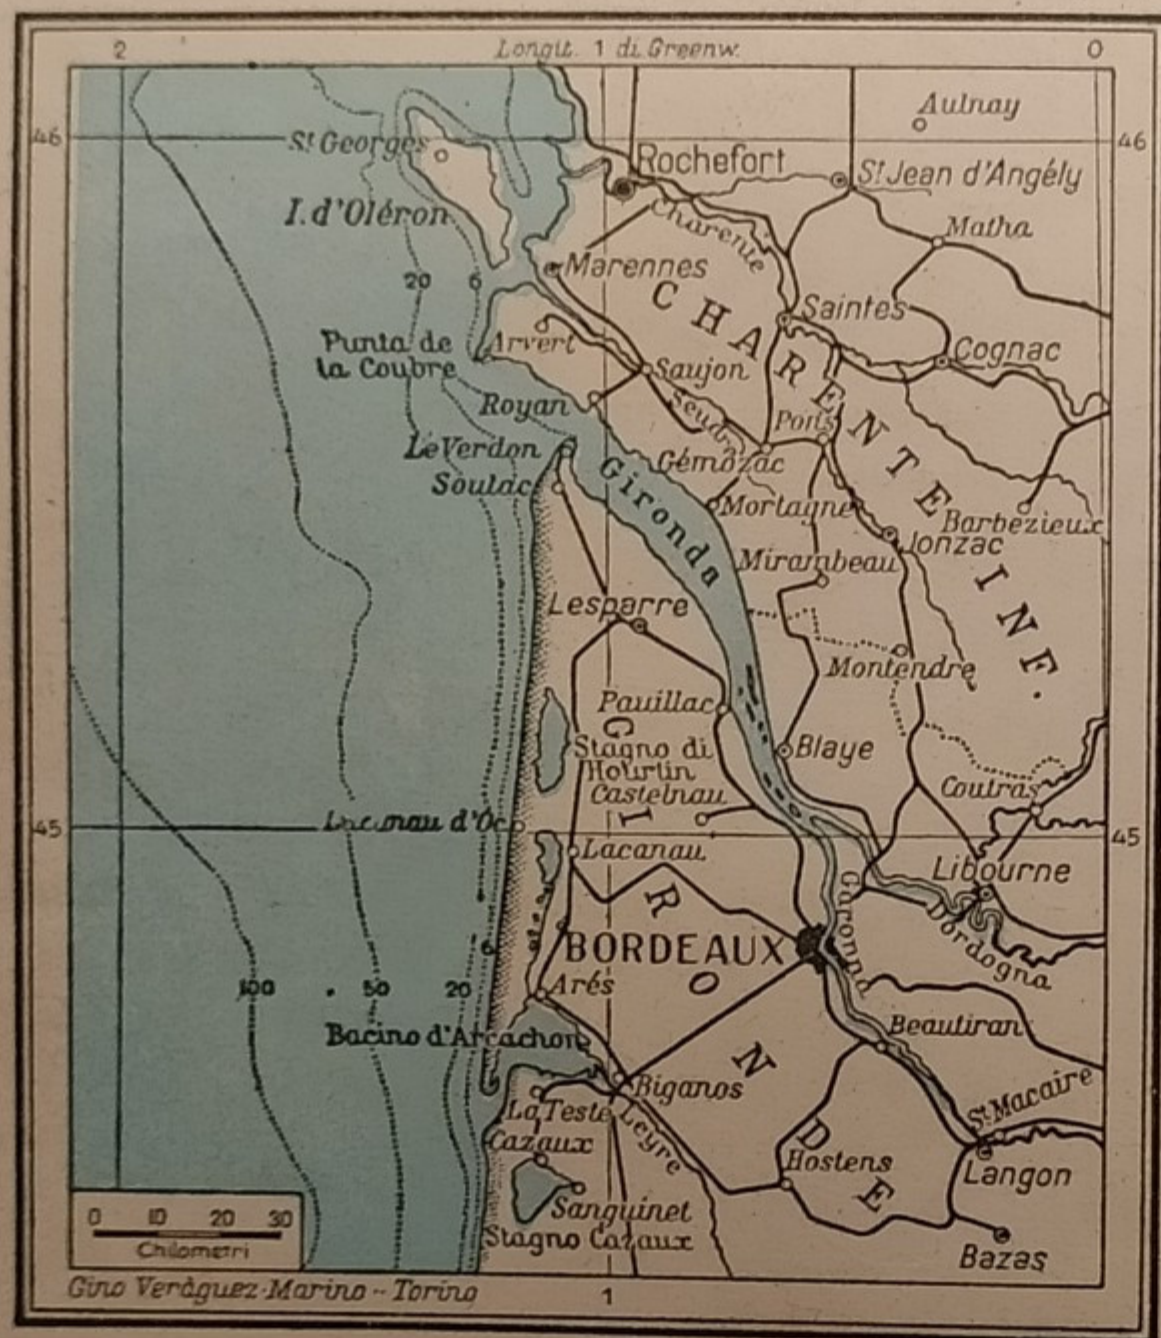 2 Longit. 1 di Greenw. 0
Aulnay
46 St Georges 46
Rochefort
St Jean d'Angély
I. d'Oléron
Charente
Matha
Marennes
20 6
CHARENTE INF.
Saintes
Punta de
la Coubre
Arvert
Cognac
Saujon
Royan
Seudre
Pons
Le Verdon
Gémozac
Soulac
Gironda
Mortagne
Barbezieux
Jonzac
Mirambeau
Lesparre
Montendre
Pauillac
GIRONDE
Stagno di
Hourtin
Blaye
Castelnau
Coutras
45 Lacanau d'Oc. 45
Lacanau
Libourne
Garonna
Dordogna
BORDEAUX
6
100 50 20
Arés
Beautiran
Bacino d'Arcachon
Biganos
St Macaire
La Teste
Leyre
Cazaux
Hostens
Langon
Sanguinet
Stagno Cazaux
Bazas
0 10 20 30
Chilometri
Gino Veràguez-Marino - Torino
1